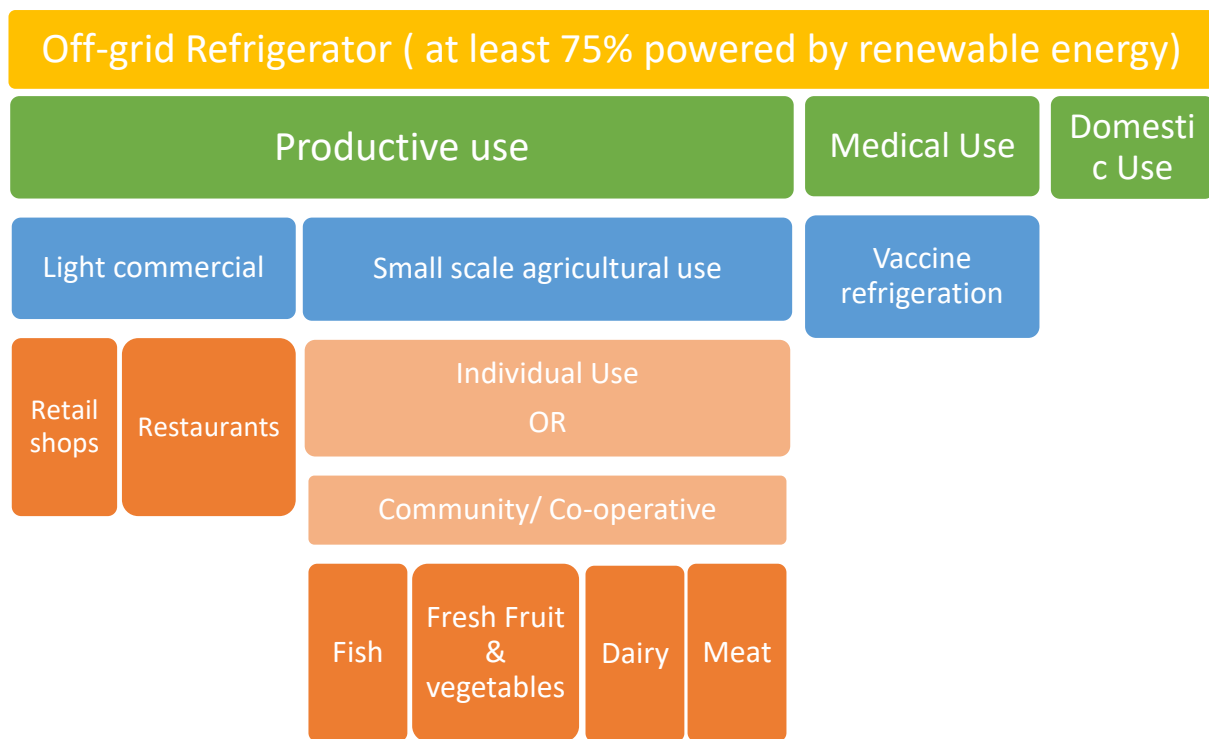 Off-grid Refrigerator ( at least 75% powered by renewable energy)
Productive use
Medical Use
Domesti
c Use
Light commercial
Small scale agricultural use
Vaccine
refrigeration
Retail
shops
Restaurants
Individual Use
OR
Community/ Co-operative
Fish
Fresh Fruit
&
vegetables
Dairy
Meat